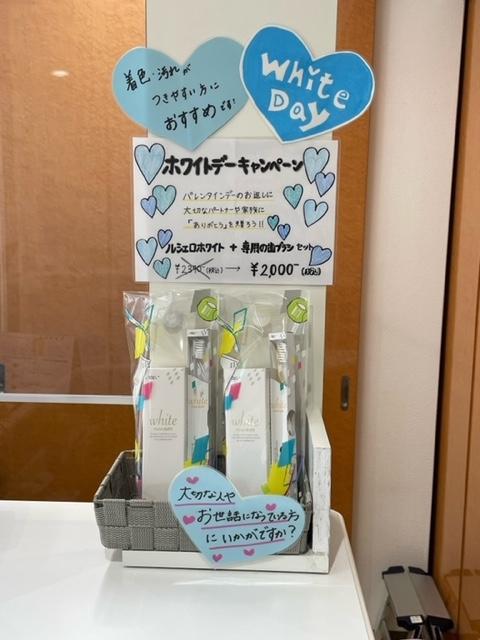 着色・汚れが
つきやすい方に
おすすめです!
White
Day
ホワイトデーキャンペーン
バレンタインデーのお返しに
大切なパートナーや家族に
「ありがとう」を贈ろう!!
ルシェロホワイト + 専用の歯ブラシ セット
(税込) → ¥2,000- (税込)
white
white
white
大切な人や
お世話になっている方
にいかがですか?